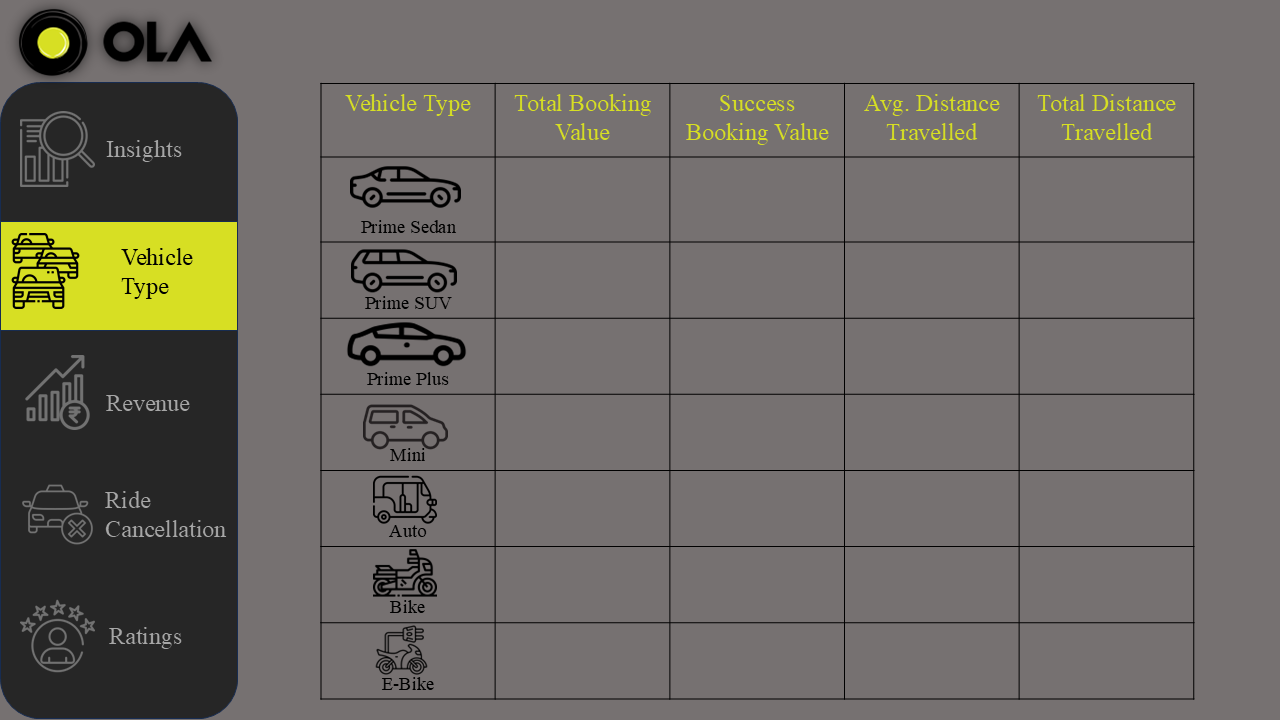 OLA
Insights
Vehicle
Type
Revenue
Ride
Cancellation
Ratings
Vehicle Type
Total Booking
Value
Success
Booking Value
Avg. Distance
Travelled
Total Distance
Travelled
Prime Sedan
Prime SUV
Prime Plus
Mini
Auto
Bike
E-Bike